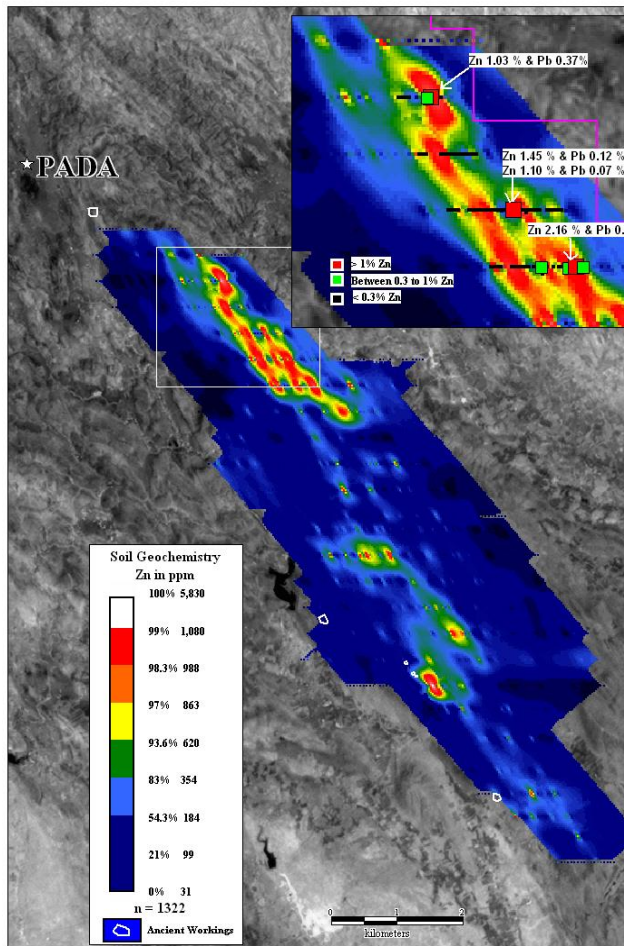 Zn 1.03 % & Pb 0.37%
PADA
Zn 1.45 % & Pb 0.12 %
Zn 1.10 % & Pb 0.07 %
Zn 2.16 % & Pb 0.
> 1% Zn
Between 0.3 to 1% Zn
< 0.3% Zn
Soil Geochemistry
Zn in ppm
100% 5,830
99% 1,080
98.3% 988
97% 863
93.6% 620
83% 354
54.3% 184
21% 99
0% 31
n = 1322
Ancient Workings
0 1 2
kilometers